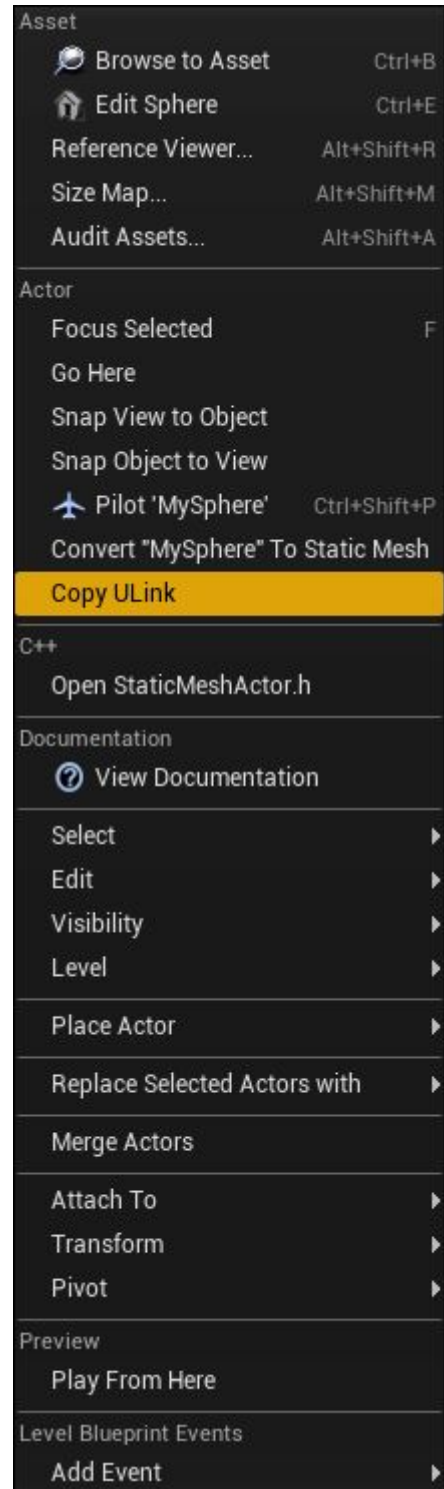 Asset
Browse to Asset Ctrl+B
Edit Sphere Ctrl+E
Reference Viewer... Alt+Shift+R
Size Map... Alt+Shift+M
Audit Assets... Alt+Shift+A
Actor
Focus Selected F
Go Here
Snap View to Object
Snap Object to View
Pilot 'MySphere' Ctrl+Shift+P
Convert "MySphere" To Static Mesh
Copy ULink
C++
Open StaticMeshActor.h
Documentation
View Documentation
Select
Edit
Visibility
Level
Place Actor
Replace Selected Actors with
Merge Actors
Attach To
Transform
Pivot
Preview
Play From Here
Level Blueprint Events
Add Event